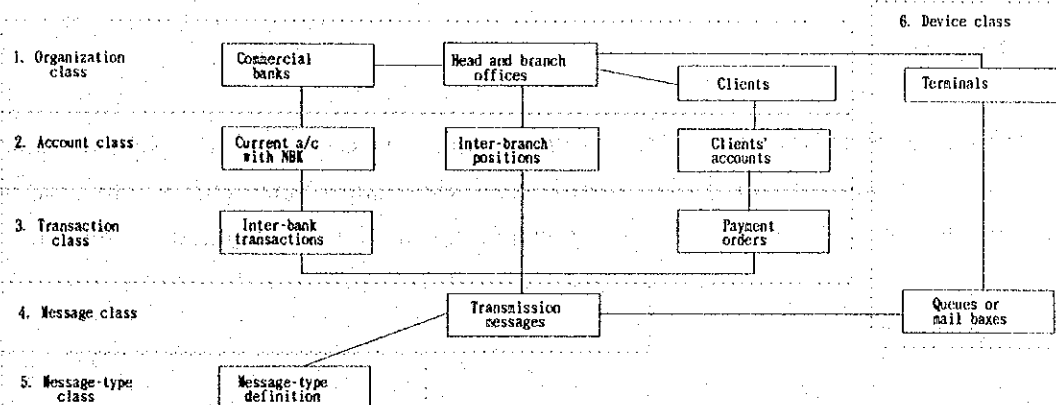 6. Device class
1. Organization
class
Commercial
banks
Head and branch
offices
Clients
Terminals
2. Account class
Current a/c
with NBK
Inter-branch
positions
Clients'
accounts
3. Transaction
class
Inter-bank
transactions
Payment
orders
4. Message class
Transmission
messages
Queues or
mail baxes
5. Message-type
class
Message-type
definition